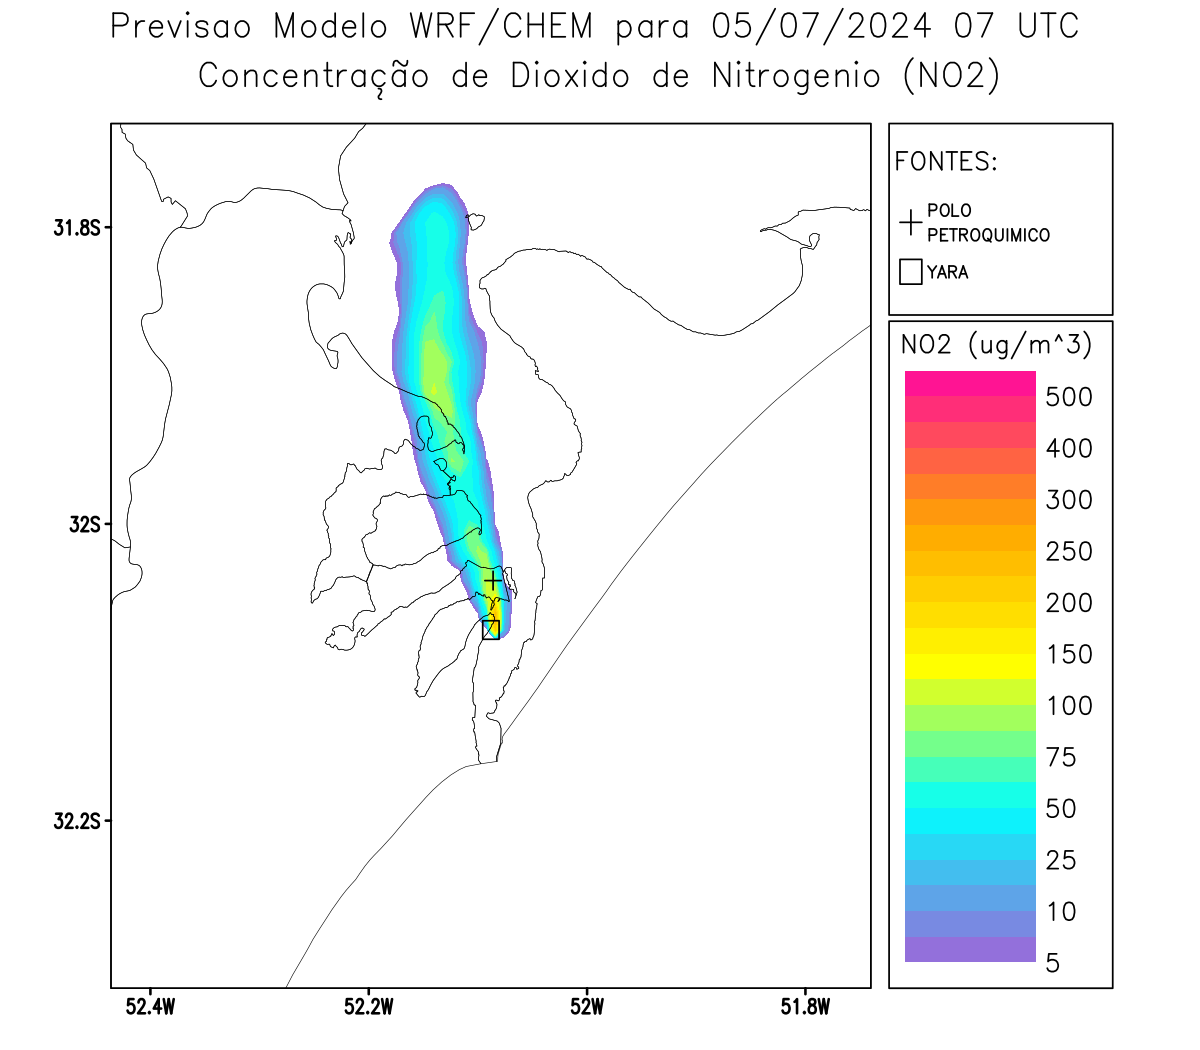 Previsao Modelo WRF/CHEM para 05/07/2024 07 UTC
Concentração de Dioxido de Nitrogenio (NO2)
FONTES:
POLO
PETROQUIMICO
YARA
NO2 (ug/m^3)
500
400
300
250
200
150
100
75
50
25
10
5
31.8S
32S
32.2S
52.4W
52.2W
52W
51.8W